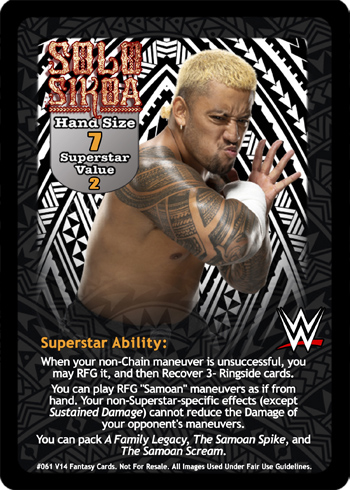 SOLO
SIKOA
Hand Size
7
Superstar
Value
2
W
Superstar Ability:
When your non-Chain maneuver is unsuccessful, you
may RFG it, and then Recover 3- Ringside cards.
You can play RFG "Samoan" maneuvers as if from
hand. Your non-Superstar-specific effects (except
Sustained Damage) cannot reduce the Damage of
your opponent's maneuvers.
You can pack A Family Legacy, The Samoan Spike, and
The Samoan Scream.
#061 V14 Fantasy Cards. Not For Resale. All Images Used Under Fair Use Guidelines.